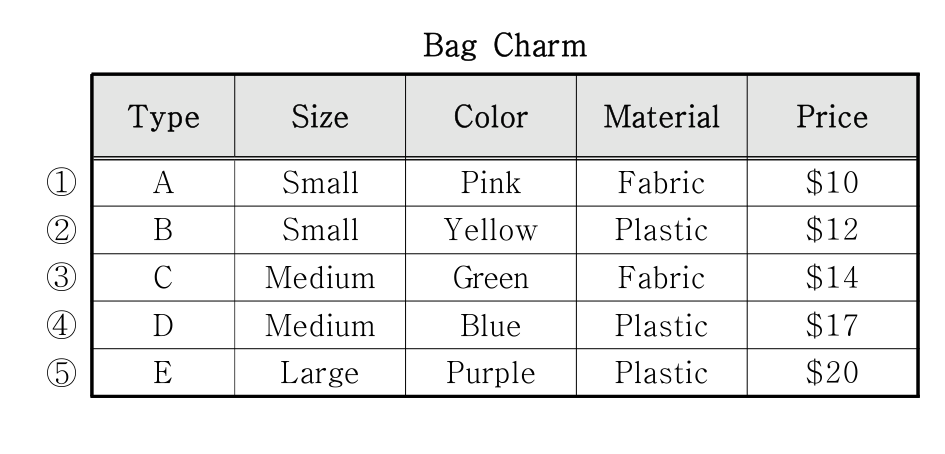 Bag Charm
Type Size Color Material Price
① A Small Pink Fabric $10
② B Small Yellow Plastic $12
③ C Medium Green Fabric $14
④ D Medium Blue Plastic $17
⑤ E Large Purple Plastic $20